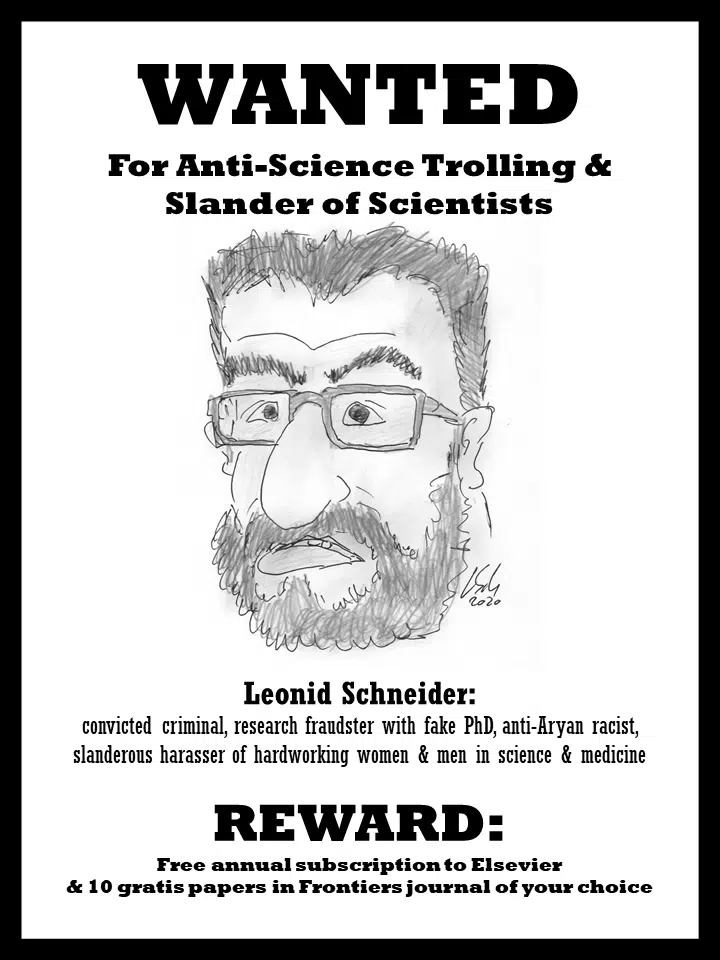 WANTED
For Anti-Science Trolling &
Slander of Scientists
2020
Leonid Schneider:
convicted criminal, research fraudster with fake PhD, anti-Aryan racist,
slanderous harasser of hardworking women & men in science & medicine
REWARD:
Free annual subscription to Elsevier
& 10 gratis papers in Frontiers journal of your choice